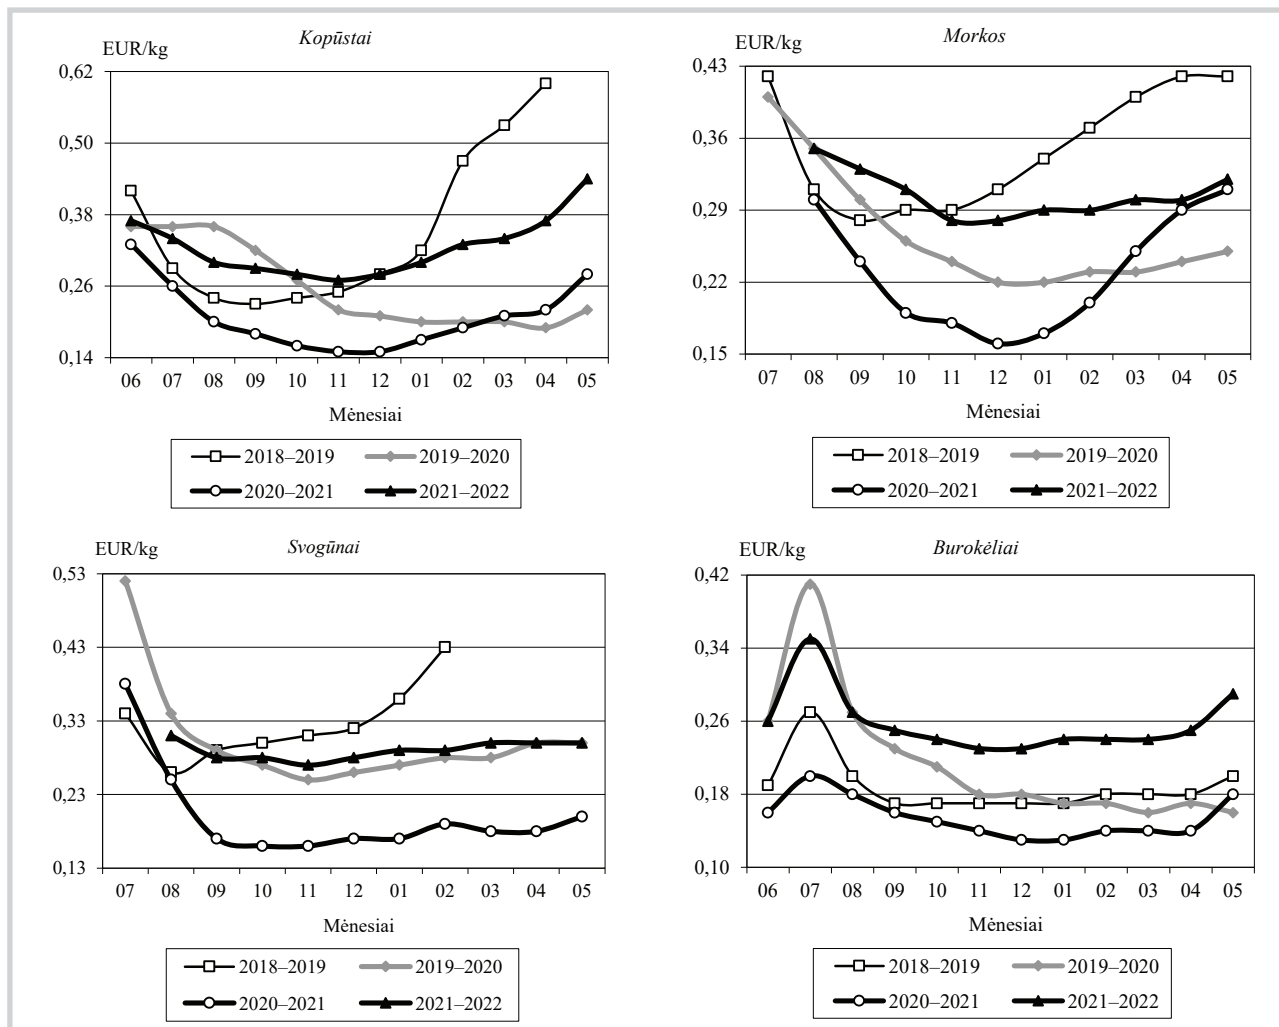 EUR/kg
Kopūstai
0,62
0,50
0,38
0,26
0,14
06 07 08 09 10 11 12 01 02 03 04 05
Mėnesiai
2018–2019 2019–2020
2020–2021 2021–2022
EUR/kg
Morkos
0,43
0,36
0,29
0,22
0,15
07 08 09 10 11 12 01 02 03 04 05
Mėnesiai
2018–2019 2019–2020
2020–2021 2021–2022
EUR/kg
Svogūnai
0,53
0,43
0,33
0,23
0,13
07 08 09 10 11 12 01 02 03 04 05
Mėnesiai
2018–2019 2019–2020
2020–2021 2021–2022
EUR/kg
Burokėliai
0,42
0,34
0,26
0,18
0,10
06 07 08 09 10 11 12 01 02 03 04 05
Mėnesiai
2018–2019 2019–2020
2020–2021 2021–2022